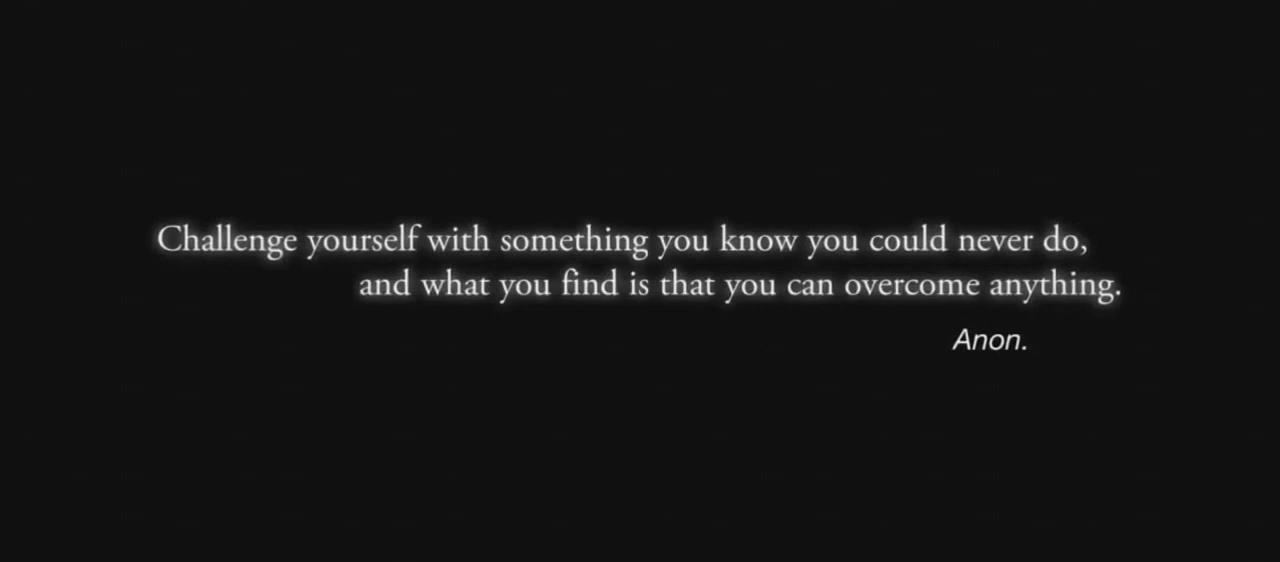 Challenge yourself with something you know you could never do,
and what you find is that you can overcome anything.
Anon.